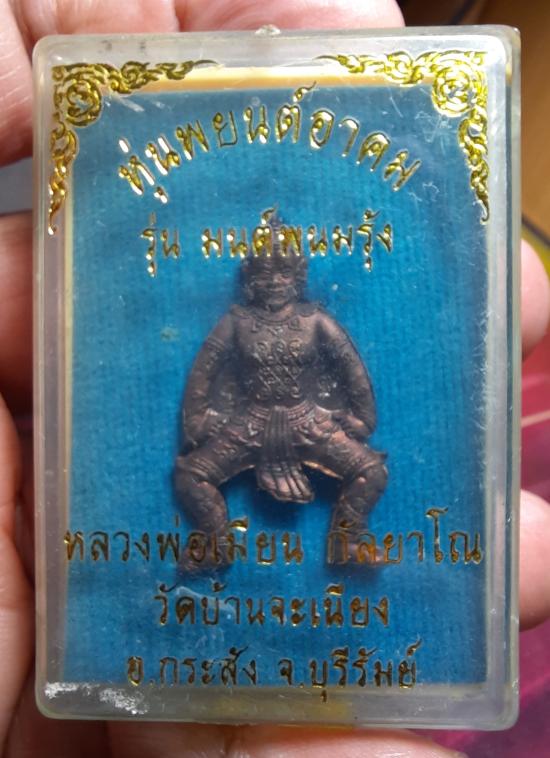 หุ่นพยนต์อาคม
รุ่น มนต์พนมรุ้ง
หลวงพ่อเมียน กัลยาโณ
วัดบ้านจะเนียง
อ.กระสัง จ.บุรีรัมย์